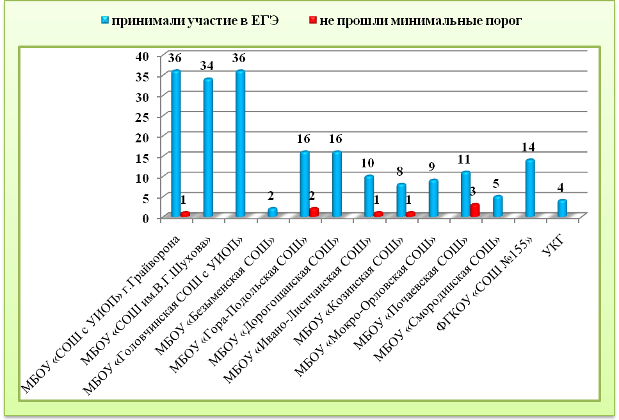 принимали участие в ЕГЭ не прошли минимальные порог
40
35
30
25
20
15
10
5
0
36 34 36 2 16 16 10 8 9 11 5 14 4
1 2 1 1 3
МБОУ «СОШ с УИОП» г.Грайворона
МБОУ «СОШ им.В.Г.Шухова»
МБОУ «Головчинская СОШ с УИОП»
МБОУ «Безыменская СОШ»
МБОУ «Гора-Подольская СОШ»
МБОУ «Дорогощанская СОШ»
МБОУ «Ивано-Лисичанская СОШ»
МБОУ «Козинская СОШ»
МБОУ «Мокро-Орловская СОШ»
МБОУ «Почаевская СОШ»
МБОУ «Смородинская СОШ»
ФГКОУ «СОШ №155»
УКГ